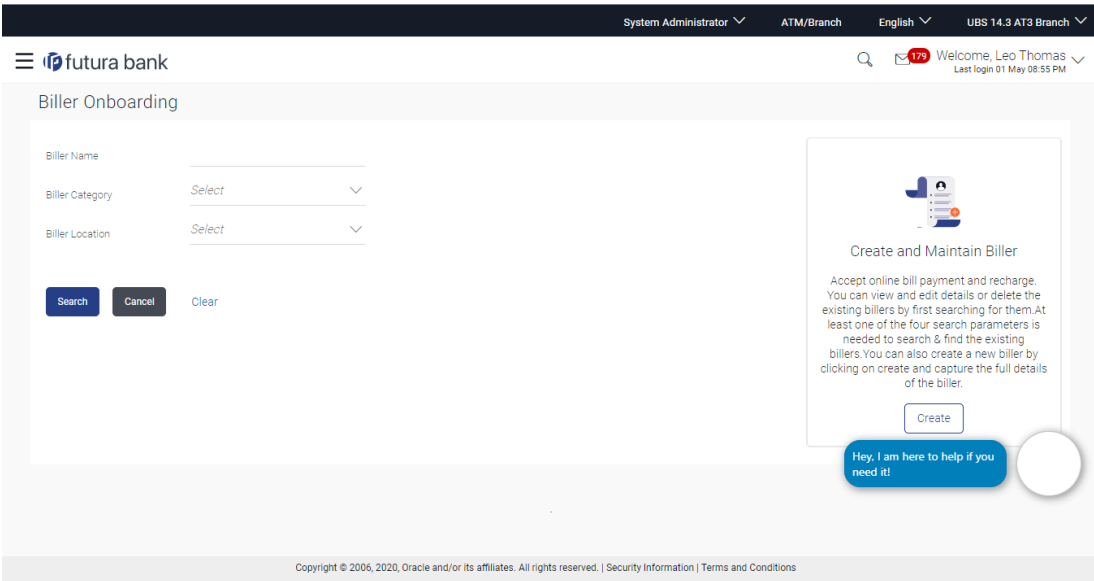 System Administrator ATM/Branch English UBS 14.3 AT3 Branch
futura bank
179
Welcome, Leo Thomas
Last login 01 May 08:55 PM
Biller Onboarding
Biller Name
Biller Category Select
Biller Location Select
Search Cancel Clear
Create and Maintain Biller
Accept online bill payment and recharge.
You can view and edit details or delete the
existing billers by first searching for them.At
least one of the four search parameters is
needed to search & find the existing
billers.You can also create a new biller by
clicking on create and capture the full details
of the biller.
Create
Hey, I am here to help if you
need it!
Copyright © 2006, 2020, Oracle and/or its affiliates. All rights reserved. | Security Information | Terms and Conditions